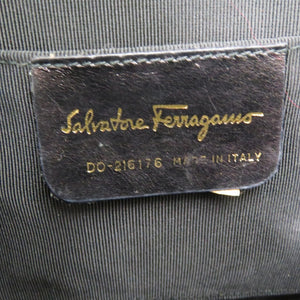 Salvatore Ferragamo
DO-216176 MADE IN ITALY